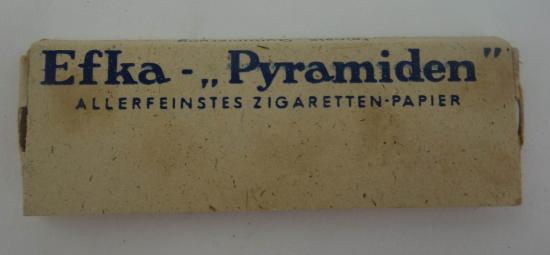 Efka - „Pyramiden”
ALLERFEINSTES ZIGARETTEN-PAPIER